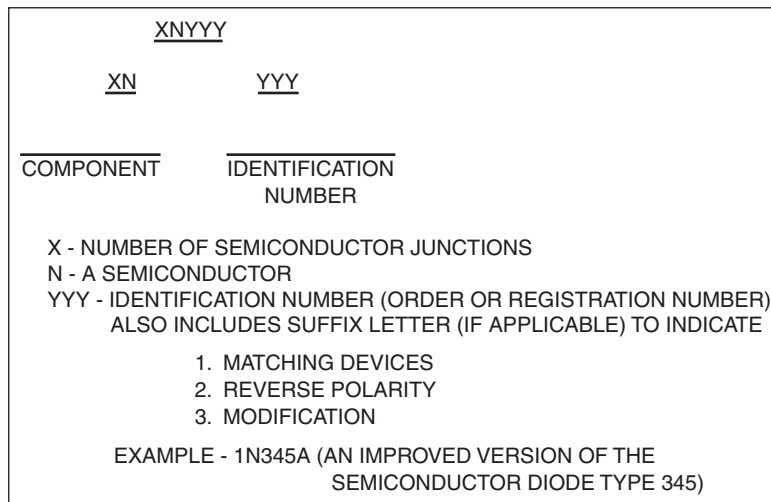 XNYYY
XN YYY
COMPONENT IDENTIFICATION
NUMBER
X - NUMBER OF SEMICONDUCTOR JUNCTIONS
N - A SEMICONDUCTOR
YYY - IDENTIFICATION NUMBER (ORDER OR REGISTRATION NUMBER)
ALSO INCLUDES SUFFIX LETTER (IF APPLICABLE) TO INDICATE
1. MATCHING DEVICES
2. REVERSE POLARITY
3. MODIFICATION
EXAMPLE - 1N345A (AN IMPROVED VERSION OF THE
SEMICONDUCTOR DIODE TYPE 345)